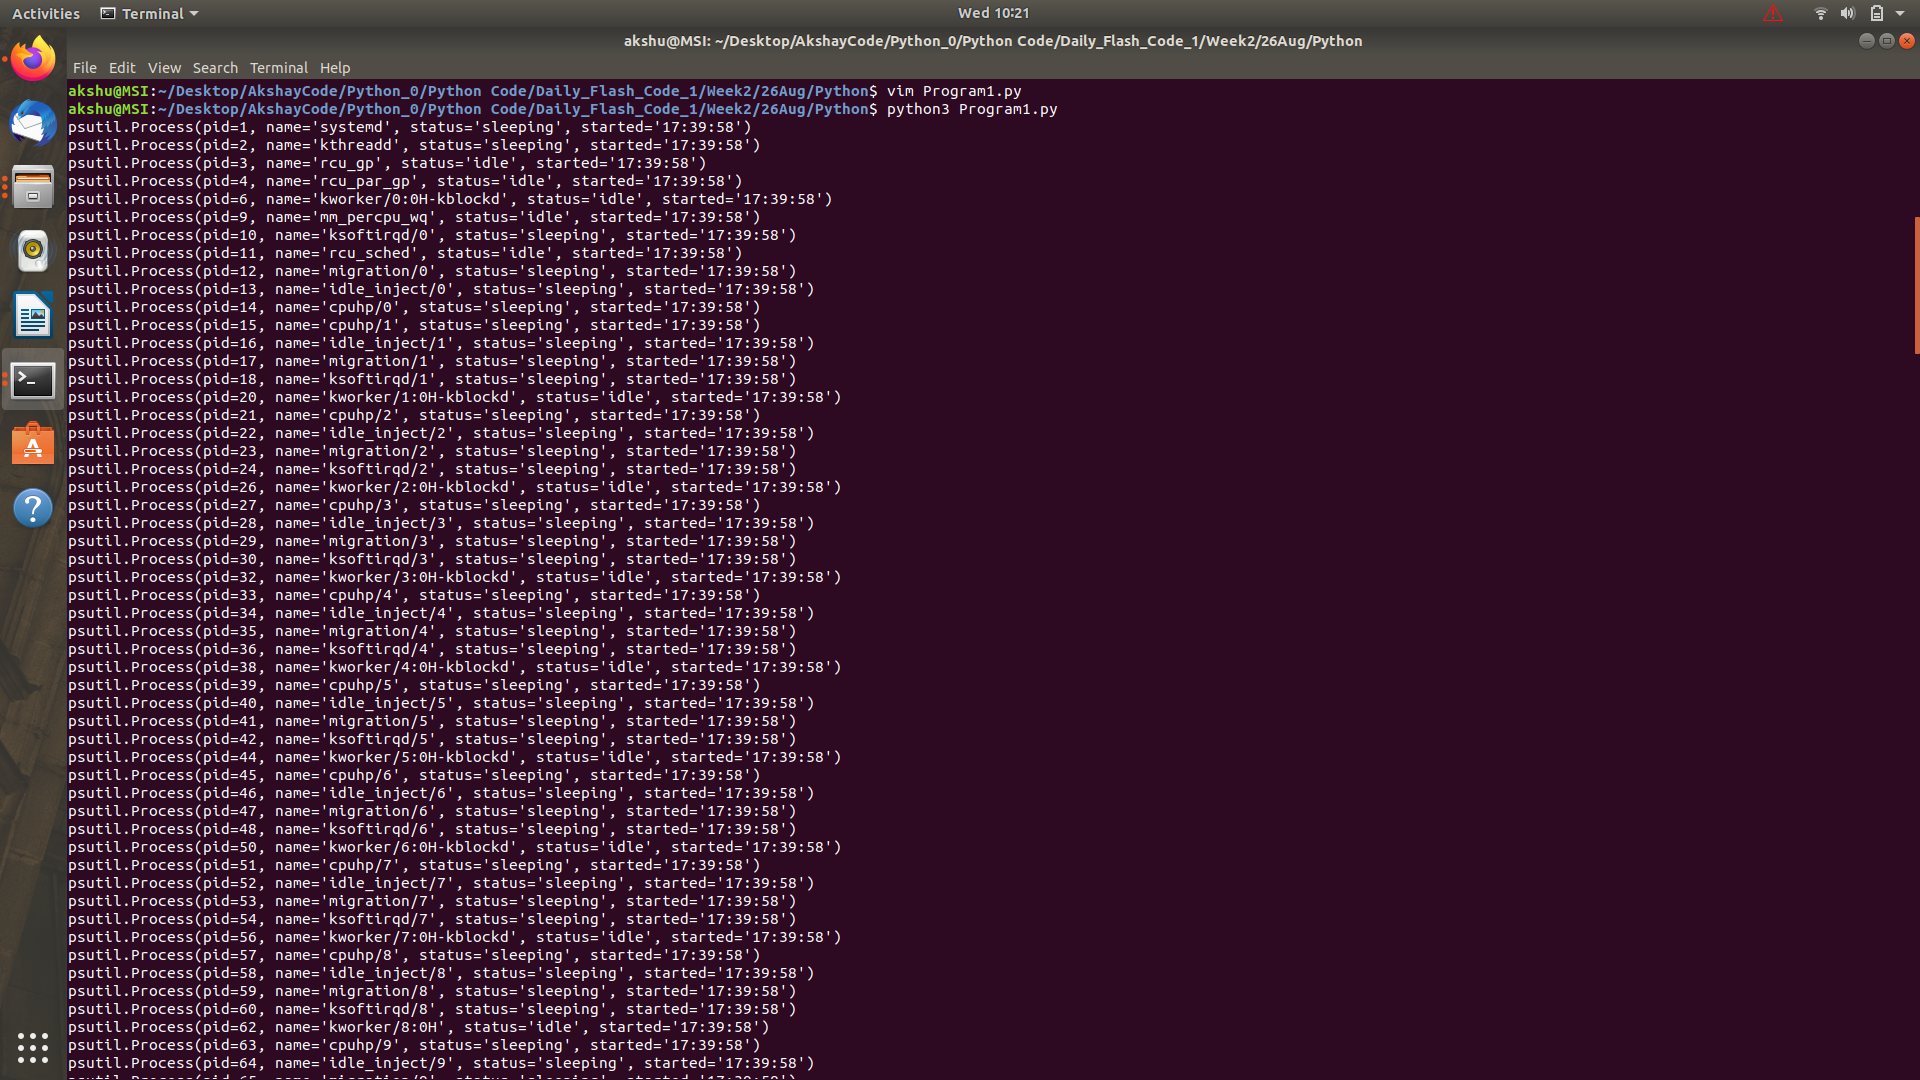 Activities
Terminal
Wed 10:21
akshu@MSI: ~/Desktop/AkshayCode/Python_0/Python Code/Daily_Flash_Code_1/Week2/26Aug/Python
File Edit View Search Terminal Help
akshu@MSI:~/Desktop/AkshayCode/Python_0/Python Code/Daily_Flash_Code_1/Week2/26Aug/Python$ vim Program1.py
akshu@MSI:~/Desktop/AkshayCode/Python_0/Python Code/Daily_Flash_Code_1/Week2/26Aug/Python$ python3 Program1.py
psutil.Process(pid=1, name='systemd', status='sleeping', started='17:39:58')
psutil.Process(pid=2, name='kthreadd', status='sleeping', started='17:39:58')
psutil.Process(pid=3, name='rcu_gp', status='idle', started='17:39:58')
psutil.Process(pid=4, name='rcu_par_gp', status='idle', started='17:39:58')
psutil.Process(pid=6, name='kworker/0:0H-kblockd', status='idle', started='17:39:58')
psutil.Process(pid=9, name='mm_percpu_wq', status='idle', started='17:39:58')
psutil.Process(pid=10, name='ksoftirqd/0', status='sleeping', started='17:39:58')
psutil.Process(pid=11, name='rcu_sched', status='idle', started='17:39:58')
psutil.Process(pid=12, name='migration/0', status='sleeping', started='17:39:58')
psutil.Process(pid=13, name='idle_inject/0', status='sleeping', started='17:39:58')
psutil.Process(pid=14, name='cpuhp/0', status='sleeping', started='17:39:58')
psutil.Process(pid=15, name='cpuhp/1', status='sleeping', started='17:39:58')
psutil.Process(pid=16, name='idle_inject/1', status='sleeping', started='17:39:58')
psutil.Process(pid=17, name='migration/1', status='sleeping', started='17:39:58')
psutil.Process(pid=18, name='ksoftirqd/1', status='sleeping', started='17:39:58')
psutil.Process(pid=20, name='kworker/1:0H-kblockd', status='idle', started='17:39:58')
psutil.Process(pid=21, name='cpuhp/2', status='sleeping', started='17:39:58')
psutil.Process(pid=22, name='idle_inject/2', status='sleeping', started='17:39:58')
psutil.Process(pid=23, name='migration/2', status='sleeping', started='17:39:58')
psutil.Process(pid=24, name='ksoftirqd/2', status='sleeping', started='17:39:58')
psutil.Process(pid=26, name='kworker/2:0H-kblockd', status='idle', started='17:39:58')
psutil.Process(pid=27, name='cpuhp/3', status='sleeping', started='17:39:58')
psutil.Process(pid=28, name='idle_inject/3', status='sleeping', started='17:39:58')
psutil.Process(pid=29, name='migration/3', status='sleeping', started='17:39:58')
psutil.Process(pid=30, name='ksoftirqd/3', status='sleeping', started='17:39:58')
psutil.Process(pid=32, name='kworker/3:0H-kblockd', status='idle', started='17:39:58')
psutil.Process(pid=33, name='cpuhp/4', status='sleeping', started='17:39:58')
psutil.Process(pid=34, name='idle_inject/4', status='sleeping', started='17:39:58')
psutil.Process(pid=35, name='migration/4', status='sleeping', started='17:39:58')
psutil.Process(pid=36, name='ksoftirqd/4', status='sleeping', started='17:39:58')
psutil.Process(pid=38, name='kworker/4:0H-kblockd', status='idle', started='17:39:58')
psutil.Process(pid=39, name='cpuhp/5', status='sleeping', started='17:39:58')
psutil.Process(pid=40, name='idle_inject/5', status='sleeping', started='17:39:58')
psutil.Process(pid=41, name='migration/5', status='sleeping', started='17:39:58')
psutil.Process(pid=42, name='ksoftirqd/5', status='sleeping', started='17:39:58')
psutil.Process(pid=44, name='kworker/5:0H-kblockd', status='idle', started='17:39:58')
psutil.Process(pid=45, name='cpuhp/6', status='sleeping', started='17:39:58')
psutil.Process(pid=46, name='idle_inject/6', status='sleeping', started='17:39:58')
psutil.Process(pid=47, name='migration/6', status='sleeping', started='17:39:58')
psutil.Process(pid=48, name='ksoftirqd/6', status='sleeping', started='17:39:58')
psutil.Process(pid=50, name='kworker/6:0H-kblockd', status='idle', started='17:39:58')
psutil.Process(pid=51, name='cpuhp/7', status='sleeping', started='17:39:58')
psutil.Process(pid=52, name='idle_inject/7', status='sleeping', started='17:39:58')
psutil.Process(pid=53, name='migration/7', status='sleeping', started='17:39:58')
psutil.Process(pid=54, name='ksoftirqd/7', status='sleeping', started='17:39:58')
psutil.Process(pid=56, name='kworker/7:0H-kblockd', status='idle', started='17:39:58')
psutil.Process(pid=57, name='cpuhp/8', status='sleeping', started='17:39:58')
psutil.Process(pid=58, name='idle_inject/8', status='sleeping', started='17:39:58')
psutil.Process(pid=59, name='migration/8', status='sleeping', started='17:39:58')
psutil.Process(pid=60, name='ksoftirqd/8', status='sleeping', started='17:39:58')
psutil.Process(pid=62, name='kworker/8:0H', status='idle', started='17:39:58')
psutil.Process(pid=63, name='cpuhp/9', status='sleeping', started='17:39:58')
psutil.Process(pid=64, name='idle_inject/9', status='sleeping', started='17:39:58')